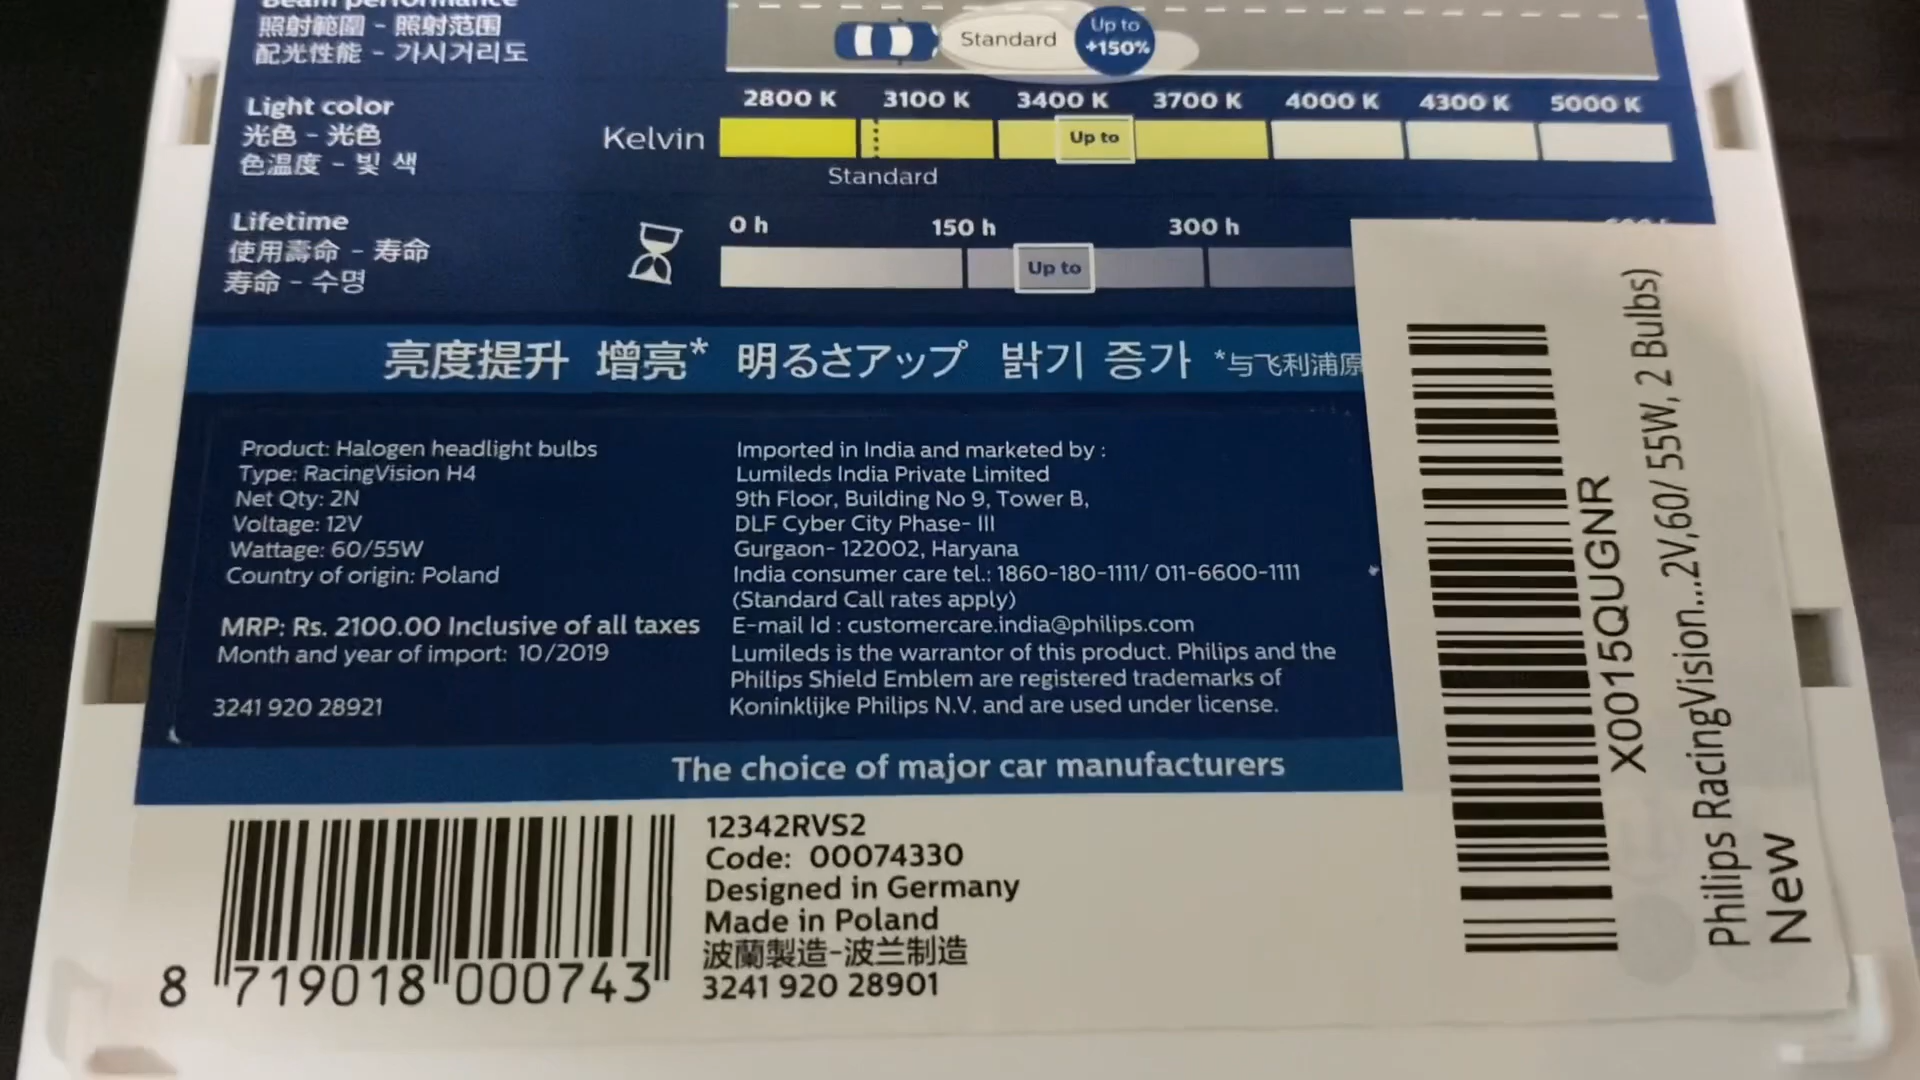 Beam performance
照射範圍 - 照射范围
配光性能 - 가시거리도
Standard
Up to
+150%
Light color
光色 - 光色
色温度 - 빛 색
Kelvin
2800 K 3100 K 3400 K 3700 K 4000 K 4300 K 5000 K
Up to
Standard
Lifetime
使用壽命 - 寿命
寿命 - 수명
0 h 150 h 300 h
Up to
亮度提升 增亮* 明るさアップ 밝기 증가 *与飞利浦原
Product: Halogen headlight bulbs
Type: RacingVision H4
Net Qty: 2N
Voltage: 12V
Wattage: 60/55W
Country of origin: Poland
MRP: Rs. 2100.00 Inclusive of all taxes
Month and year of import: 10/2019
3241 920 28921
Imported in India and marketed by :
Lumileds India Private Limited
9th Floor, Building No 9, Tower B,
DLF Cyber City Phase- III
Gurgaon- 122002, Haryana
India consumer care tel.: 1860-180-1111/ 011-6600-1111
(Standard Call rates apply)
E-mail Id : customercare.india@philips.com
Lumileds is the warrantor of this product. Philips and the
Philips Shield Emblem are registered trademarks of
Koninklijke Philips N.V. and are used under license.
The choice of major car manufacturers
8 719018 000743
12342RVS2
Code: 00074330
Designed in Germany
Made in Poland
波蘭製造-波兰制造
3241 920 28901
X0015QUGNR
Philips RacingVision...2V,60/ 55W, 2 Bulbs)
New